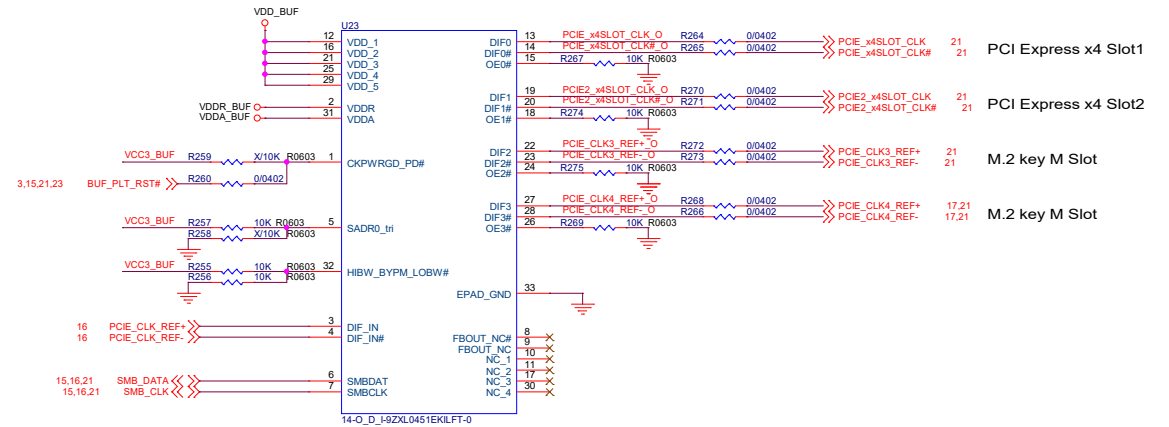 VDD_BUF
U23
12 VDD_1
16 VDD_2
21 VDD_3
25 VDD_4
29 VDD_5
VDDR_BUF 2 VDDR
VDDA_BUF 31 VDDA
VCC3_BUF R259 X/10K R0603 1 CKPWRGD_PD#
3,15,21,23 BUF_PLT_RST# R260 0/0402
VCC3_BUF R257 10K R0603 5 SADR0_tri
R258 X/10K R0603
VCC3_BUF R255 10K R0603 32 HIBW_BYPM_LOBW#
R256 10K R0603
16 PCIE_CLK_REF+ 3 DIF_IN
16 PCIE_CLK_REF- 4 DIF_IN#
15,16,21 SMB_DATA 6 SMBDAT
15,16,21 SMB_CLK 7 SMBCLK
DIF0 13 PCIE_x4SLOT_CLK_O R264 0/0402 PCIE_x4SLOT_CLK 21
DIF0# 14 PCIE_x4SLOT_CLK#_O R265 0/0402 PCIE_x4SLOT_CLK# 21
OE0# 15 R267 10K R0603
PCI Express x4 Slot1
DIF1 19 PCIE2_x4SLOT_CLK_O R270 0/0402 PCIE2_x4SLOT_CLK 21
DIF1# 20 PCIE2_x4SLOT_CLK#_O R271 0/0402 PCIE2_x4SLOT_CLK# 21
OE1# 18 R274 10K R0603
PCI Express x4 Slot2
DIF2 22 PCIE_CLK3_REF+_O R272 0/0402 PCIE_CLK3_REF+ 21
DIF2# 23 PCIE_CLK3_REF-_O R273 0/0402 PCIE_CLK3_REF- 21
OE2# 24 R275 10K R0603
M.2 key M Slot
DIF3 27 PCIE_CLK4_REF+_O R268 0/0402 PCIE_CLK4_REF+ 17,21
DIF3# 28 PCIE_CLK4_REF-_O R266 0/0402 PCIE_CLK4_REF- 17,21
OE3# 26 R269 10K R0603
M.2 key M Slot
EPAD_GND 33
FBOUT_NC# 8
FBOUT_NC 9
NC_1 10
NC_2 11
NC_3 17
NC_4 30
14-O_D_I-9ZXL0451EKILFT-0